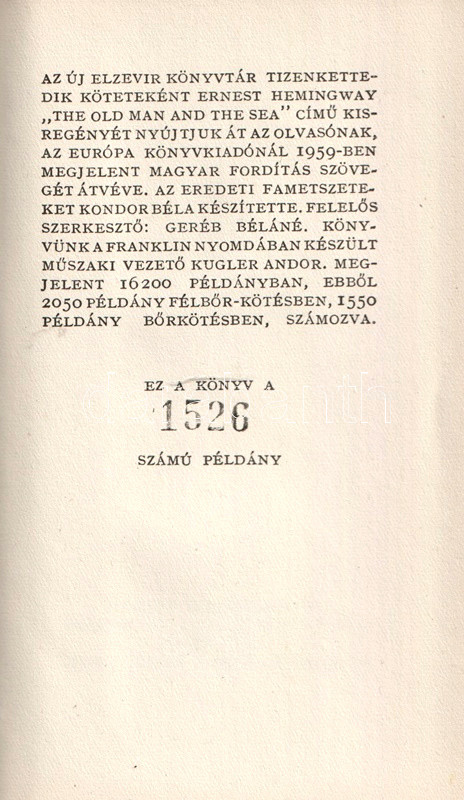 AZ ÚJ ELZEVIR KÖNYVTÁR TIZENKETTE-
DIK KÖTETEKÉNT ERNEST HEMINGWAY
„THE OLD MAN AND THE SEA” CÍMŰ KIS-
REGÉNYÉT NYÚJTJUK ÁT AZ OLVASÓNAK,
AZ EURÓPA KÖNYVKIADÓNÁL 1959-BEN
MEGJELENT MAGYAR FORDÍTÁS SZÖVE-
GÉT ÁTVÉVE. AZ EREDETI FAMETSZETE-
KET KONDOR BÉLA KÉSZÍTETTE. FELELŐS
SZERKESZTŐ: GERÉB BÉLÁNÉ. KÖNY-
VÜNK A FRANKLIN NYOMDÁBAN KÉSZÜLT
MŰSZAKI VEZETŐ KUGLER ANDOR. MEG-
JELENT 16200 PÉLDÁNYBAN, EBBŐL
2050 PÉLDÁNY FÉLBŐR-KÖTÉSBEN, 1550
PÉLDÁNY BŐRKÖTÉSBEN, SZÁMOZVA.
EZ A KÖNYV A
1526
SZÁMÚ PÉLDÁNY